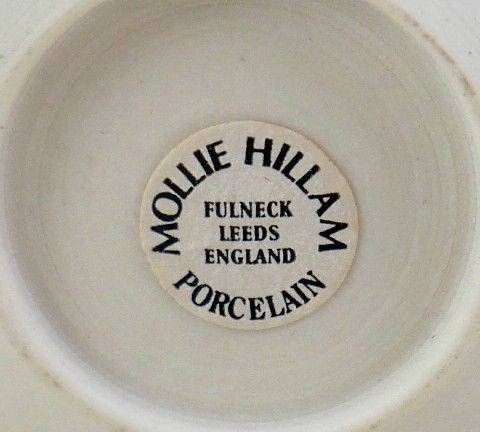 MOLLIE HILLAM
FULNECK
LEEDS
ENGLAND
PORCELAIN